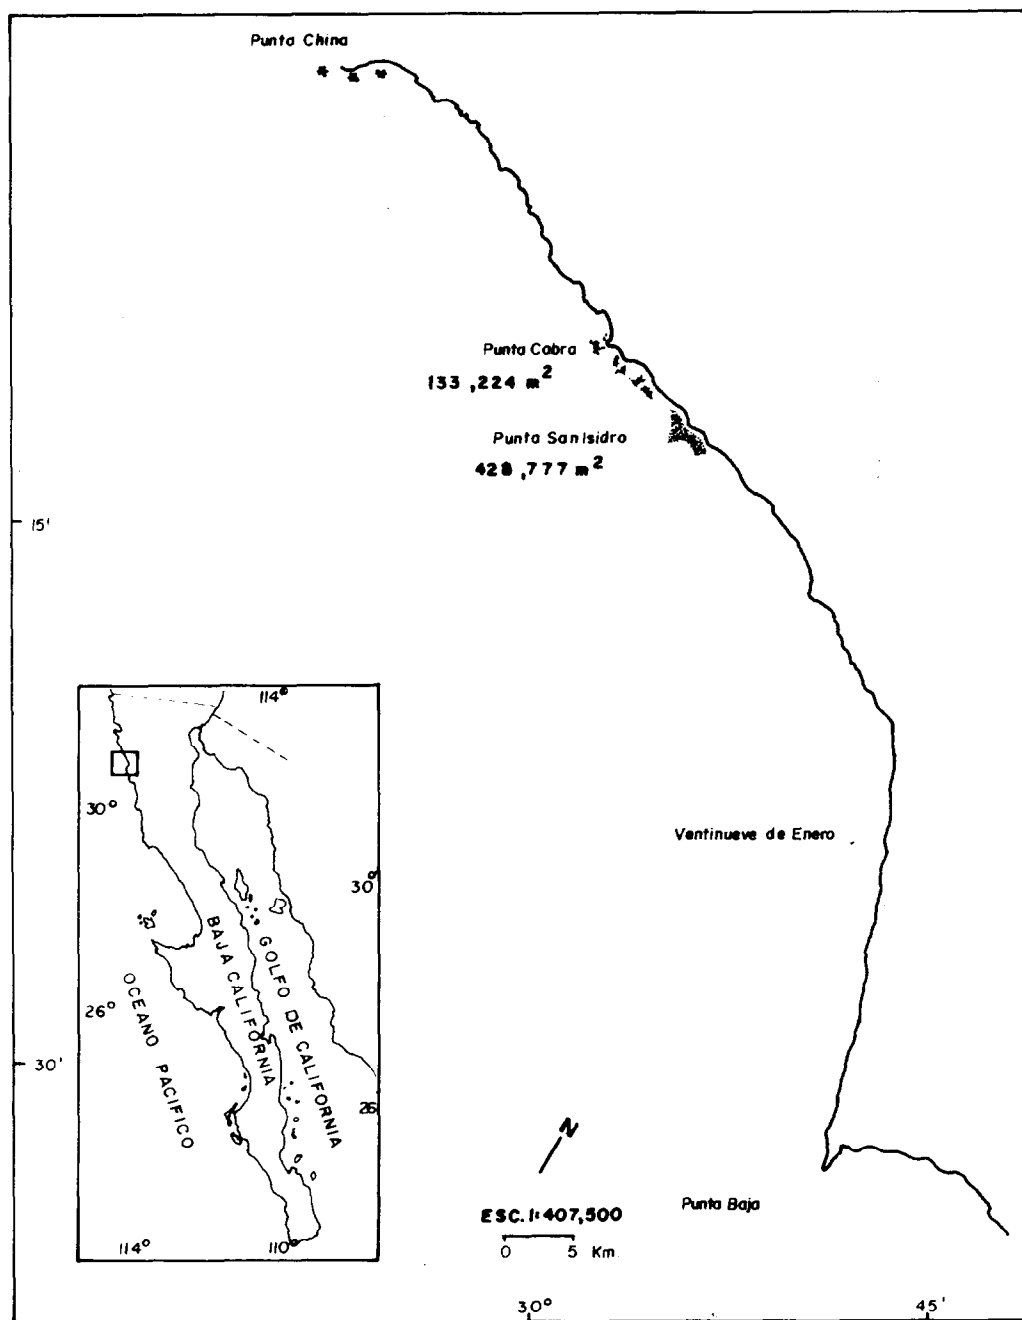 Punta China
Punta Cabra
133,224 m²
Punta San Isidro
428,777 m²
15'
114°
30°
Ventinueve de Enero
30°
BAJA CALIFORNIA
GOLFO DE CALIFORNIA
OCEANO PACIFICO
26°
30'
26
N
Punta Baja
ESC. 1:407,500
0 5 Km
114°
110°
30°
45'